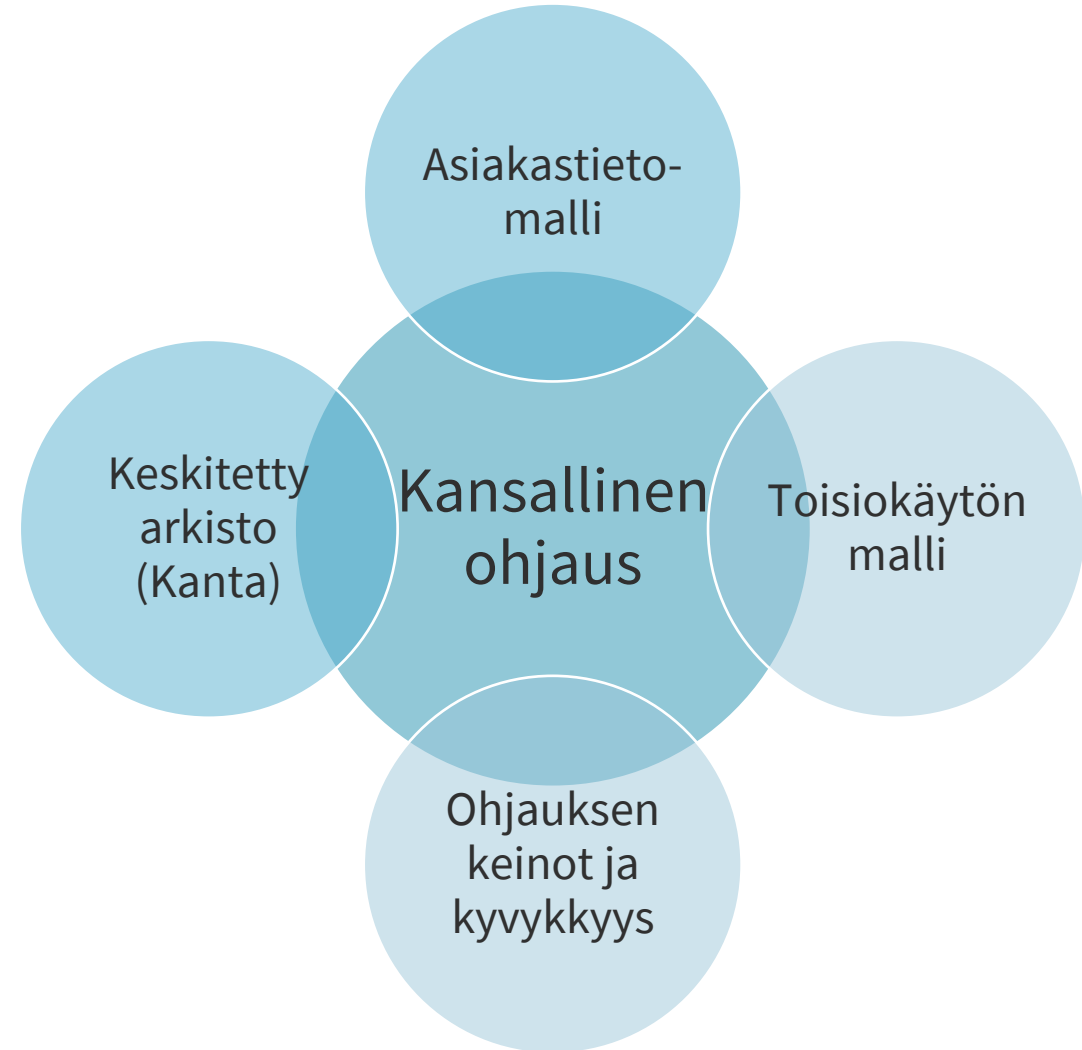 Asiakastieto-
malli
Keskitetty
arkisto
(Kanta)
Kansallinen
ohjaus
Toisiokäytön
malli
Ohjauksen
keinot ja
kyvykkyys